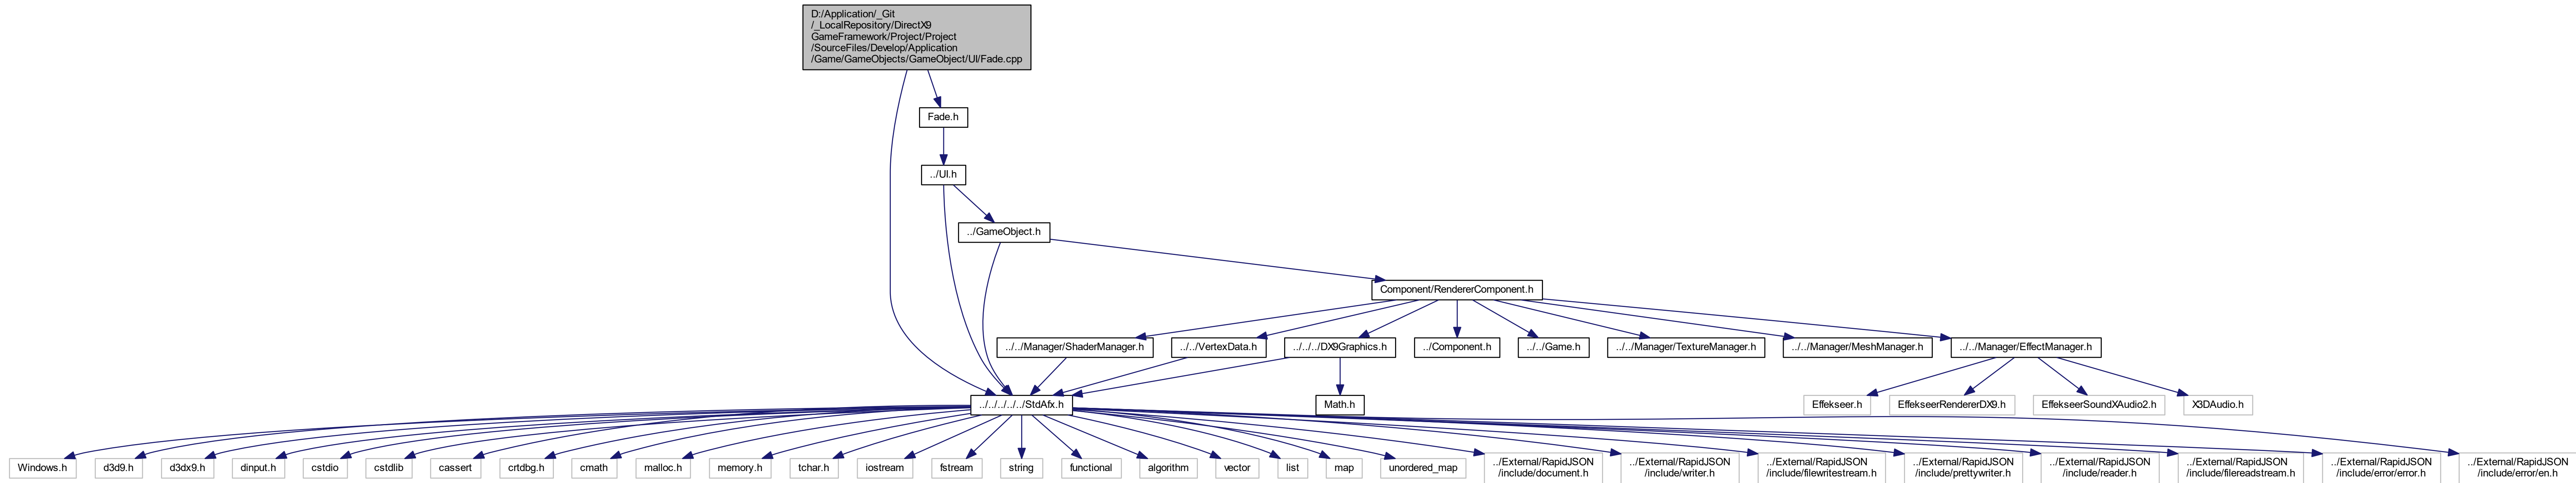 D:/Application/_Git
/_LocalRepository/DirectX9
GameFramework/Project/Project
/SourceFiles/Develop/Application
/Game/GameObjects/GameObject/UI/Fade.cpp
Fade.h
../UI.h
../GameObject.h
Component/RendererComponent.h
../../Manager/ShaderManager.h
../../VertexData.h
../../../DX9Graphics.h
../Component.h
../../Game.h
../../Manager/TextureManager.h
../../Manager/MeshManager.h
../../Manager/EffectManager.h
../../../../../StdAfx.h
Math.h
Effekseer.h
EffekseerRendererDX9.h
EffekseerSoundXAudio2.h
X3DAudio.h
Windows.h
d3d9.h
d3dx9.h
dinput.h
cstdio
cstdlib
cassert
crtdbg.h
cmath
malloc.h
memory.h
tchar.h
iostream
fstream
string
functional
algorithm
vector
list
map
unordered_map
../External/RapidJSON
/include/document.h
../External/RapidJSON
/include/writer.h
../External/RapidJSON
/include/filewritestream.h
../External/RapidJSON
/include/prettywriter.h
../External/RapidJSON
/include/reader.h
../External/RapidJSON
/include/filereadstream.h
../External/RapidJSON
/include/error/error.h
../External/RapidJSON
/include/error/en.h